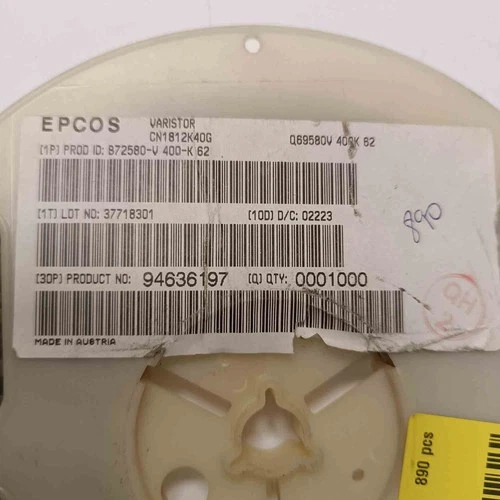 EPCOS VARISTOR
CN1812K40G Q69580V 400K 62
[1P] PROD ID: B72580-V 400-K 62
[1T] LOT NO: 37718301 [10D] D/C: 02223
890
[30P] PRODUCT NO: 94636197 [Q] QTY: 0001000
QH
2
MADE IN AUSTRIA
890 pcs